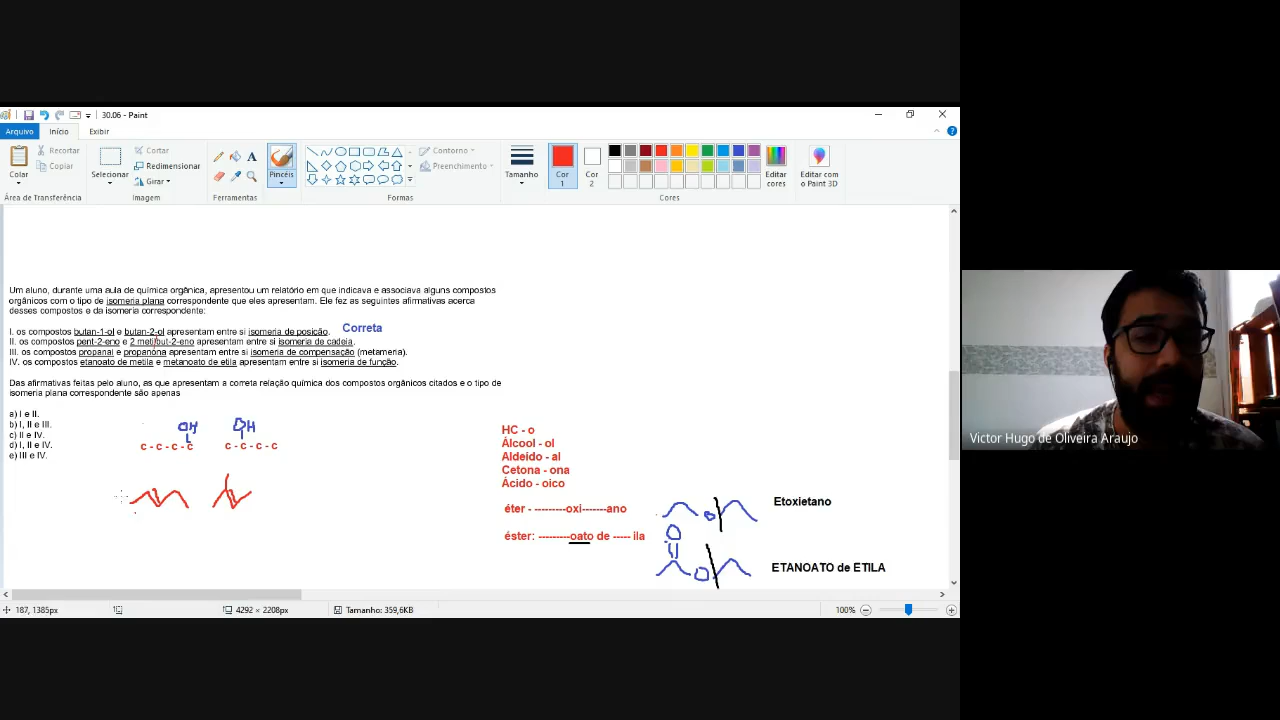 30.06 - Paint
Arquivo Início Exibir
Colar
Recortar
Copiar
Área de Transferência
Selecionar
Cortar
Redimensionar
Girar
Imagem
A
Ferramentas
Pincéis
Formas
Contorno
Preenchimento
Tamanho
Cor 1
Cor 2
Editar cores
Cores
Editar com o Paint 3D
Um aluno, durante uma aula de química orgânica, apresentou um relatório em que indicava e associava alguns compostos
orgânicos com o tipo de isomeria plana correspondente que eles apresentam. Ele fez as seguintes afirmativas acerca
desses compostos e da isomeria correspondente:
I. os compostos butan-1-ol e butan-2-ol apresentam entre si isomeria de posição. Correta
II. os compostos pent-2-eno e 2 metilbut-2-eno apresentam entre si isomeria de cadeia.
III. os compostos propanal e propanona apresentam entre si isomeria de compensação (metameria).
IV. os compostos etanoato de metila e metanoato de etila apresentam entre si isomeria de função.
Das afirmativas feitas pelo aluno, as que apresentam a correta relação química dos compostos orgânicos citados e o tipo de
isomeria plana correspondente são apenas
a) I e II.
b) I, II e III.
c) II e IV.
d) I, II e IV.
e) III e IV.
OH OH
c - c - c - c c - c - c - c
HC - o
Álcool - ol
Aldeído - al
Cetona - ona
Ácido - oico
éter - ---------oxi-------ano
o
Etoxietano
éster: ---------oato de ----- ila
O
O
ETANOATO de ETILA
187, 1385px
4292 × 2208px
Tamanho: 359,6KB
100%
Victor Hugo de Oliveira Araujo